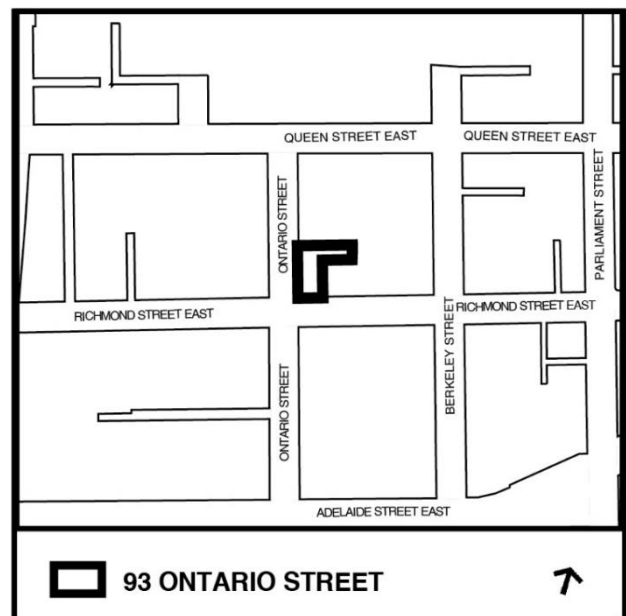 QUEEN STREET EAST
QUEEN STREET EAST
ONTARIO STREET
PARLIAMENT STREET
RICHMOND STREET EAST
RICHMOND STREET EAST
BERKELEY STREET
ONTARIO STREET
ADELAIDE STREET EAST
93 ONTARIO STREET